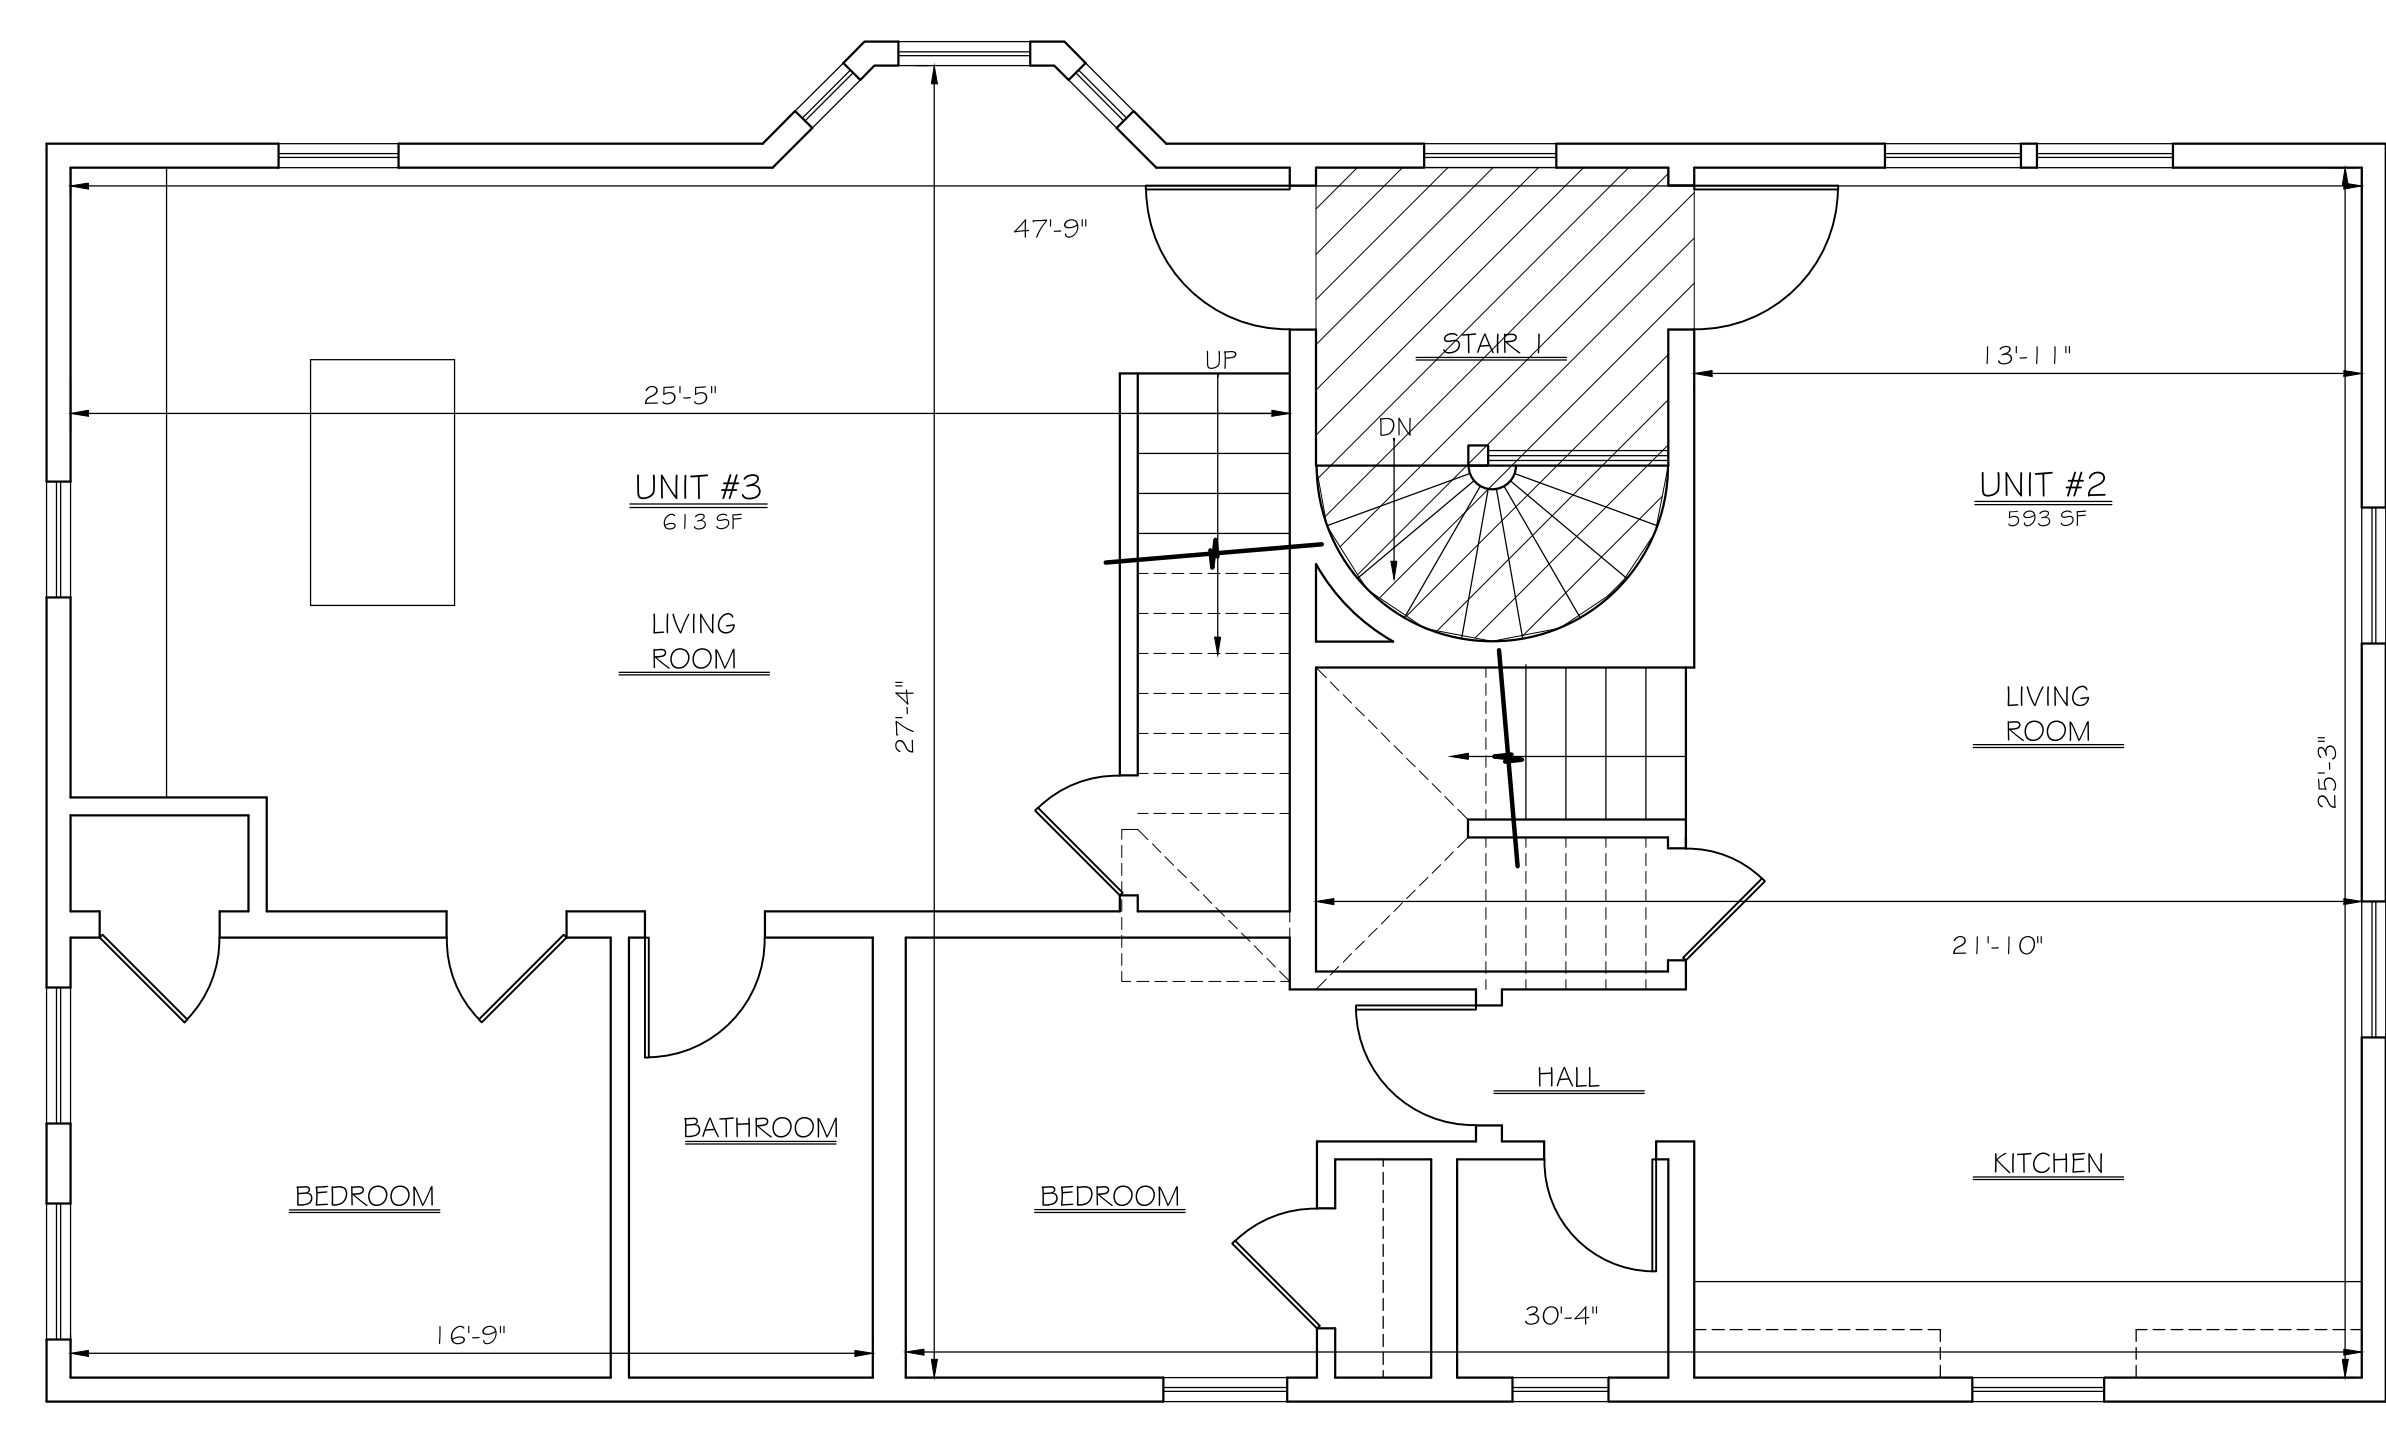 47'-9"
STAIR 1
13'-11"
UP
25'-5"
DN
UNIT #3
613 SF
UNIT #2
593 SF
LIVING
ROOM
LIVING
ROOM
27'-4"
25'-3"
21'-10"
HALL
BATHROOM
KITCHEN
BEDROOM
BEDROOM
30'-4"
16'-9"